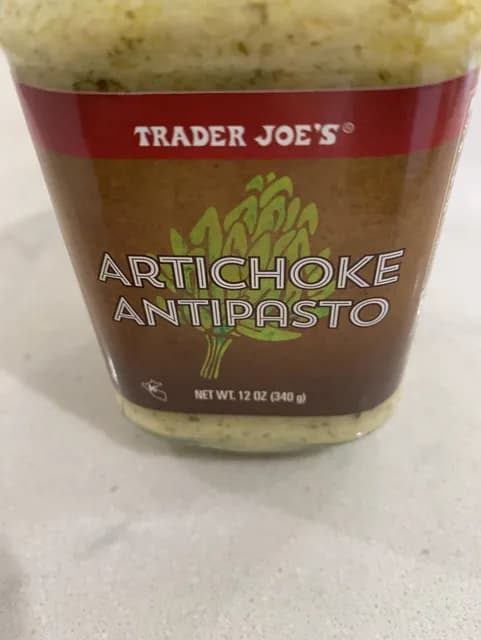 TRADER JOE'S®
ARTICHOKE
ANTIPASTO
NET WT. 12 OZ (340 g)